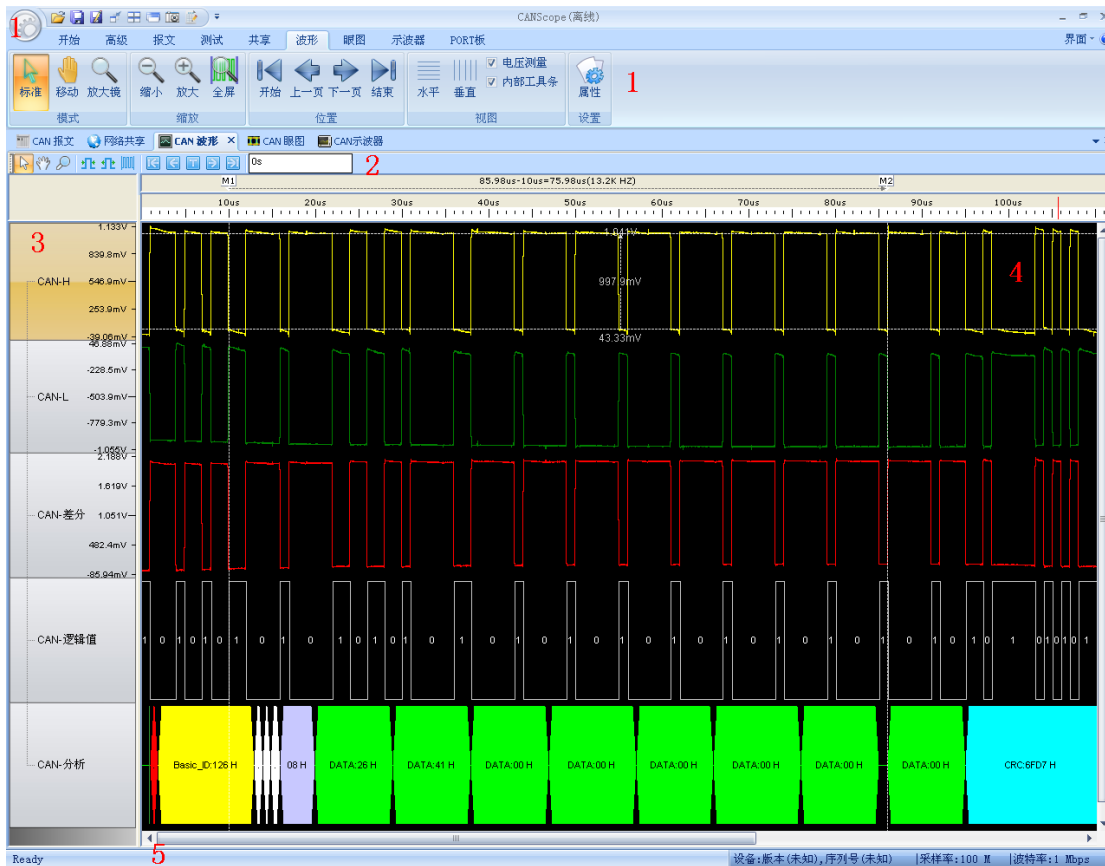 CANScope(离线)
1
开始 高级 报文 测试 共享 波形 眼图 示波器 PORT板 界面
标准 移动 放大镜 缩小 放大 全屏 开始 上一页 下一页 结束 水平 垂直 电压测量 内部工具条 属性 1
模式 缩放 位置 视图 设置
CAN 报文 网络共享 CAN 波形 × CAN 眼图 CAN示波器
0s 2
M1 85.98us-10us=75.98us(13.2K HZ) M2
10us 20us 30us 40us 50us 60us 70us 80us 90us 100us
3
CAN-H
1.133V
839.8mV
546.9mV
253.9mV
-39.06mV
997.9mV
43.33mV
4
CAN-L
46.88mV
-228.5mV
-503.9mV
-779.3mV
-1.055V
CAN-差分
2.188V
1.619V
1.051V
482.4mV
-85.94mV
CAN-逻辑值
1 0 1 0 1 0 1 0 1 0 1 0 1 0 1 0 1 0 1 0 1 0 1 0 1 0 1 0 1 0 1 0 1 0 1 0 1 0 1 0 1
CAN-分析
Basic_ID:126 H 08 H DATA:26 H DATA:41 H DATA:00 H DATA:00 H DATA:00 H DATA:00 H DATA:00 H DATA:00 H CRC:6FD7 H
5
Ready 设备:版本(未知),序列号(未知) |采样率:100 M |波特率:1 Mbps